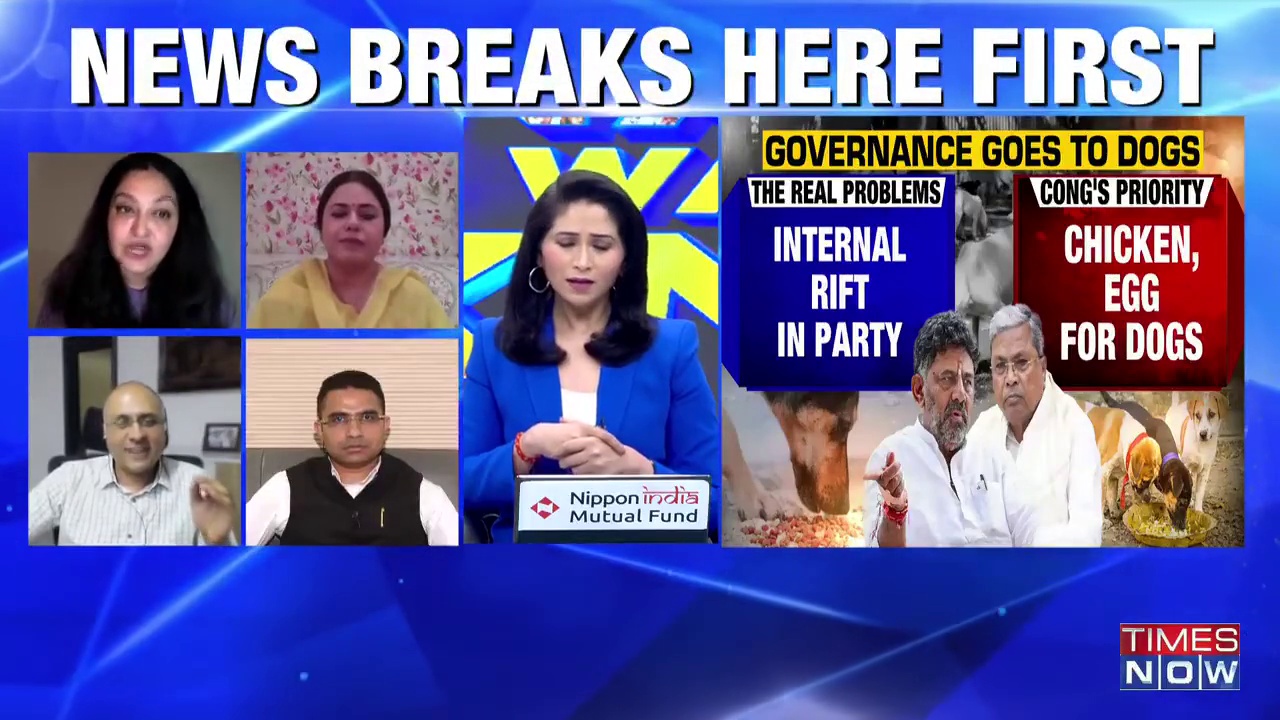 NEWS BREAKS HERE FIRST
GOVERNANCE GOES TO DOGS
THE REAL PROBLEMS
INTERNAL
RIFT
IN PARTY
CONG'S PRIORITY
CHICKEN,
EGG
FOR DOGS
Nippon india
Mutual Fund
TIMES
NOW